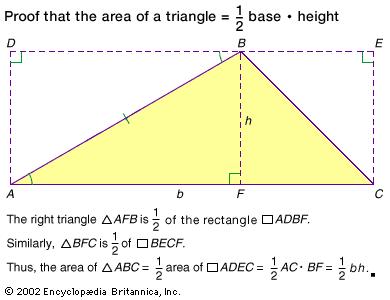 Proof that the area of a triangle = 1/2 base • height
D B E
h
A b F C
The right triangle △AFB is 1/2 of the rectangle □ADBF.
Similarly, △BFC is 1/2 of □BECF.
Thus, the area of △ABC = 1/2 area of □ADEC = 1/2 AC · BF = 1/2 bh. ■
© 2002 Encyclopædia Britannica, Inc.